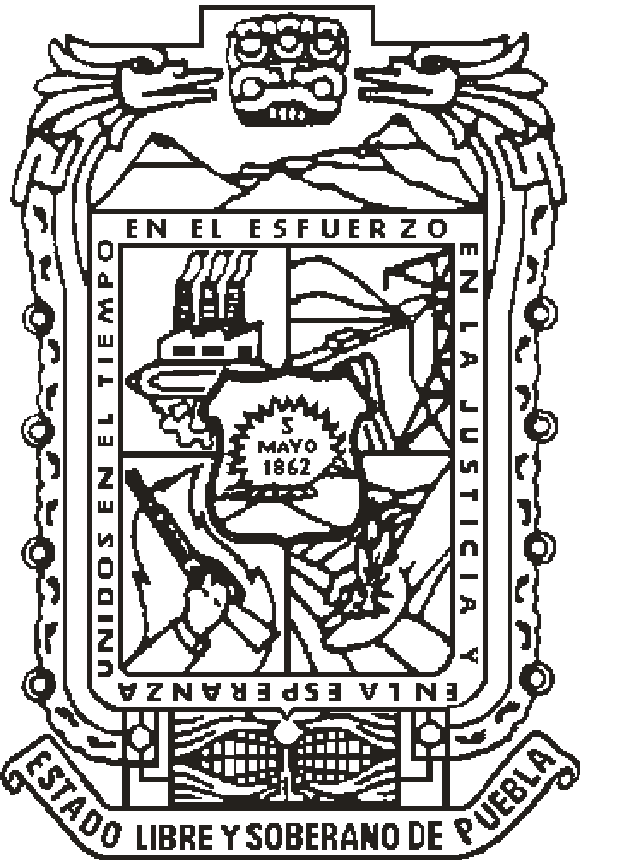 UNIDOS EN EL TIEMPO
EN EL ESFUERZO
EN LA JUSTICIA Y
EN LA ESPERANZA
5
MAYO
1862
ESTADO LIBRE Y SOBERANO DE PUEBLA